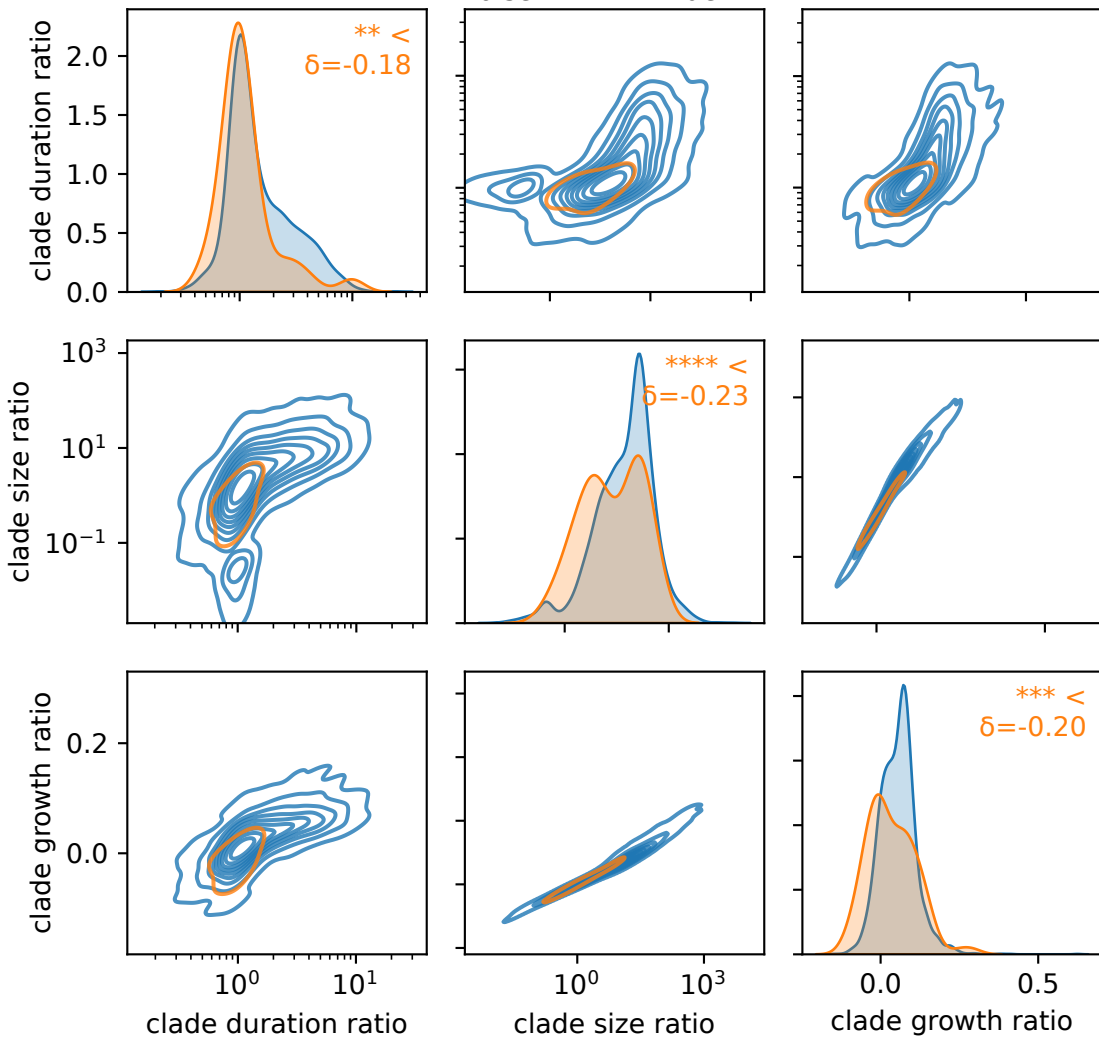 clade duration ratio
2.0
1.5
1.0
0.5
0.0
** <
δ=-0.18
clade size ratio
10³
10¹
10⁻¹
**** <
δ=-0.23
clade growth ratio
0.2
0.0
*** <
δ=-0.20
10⁰ 10¹
10⁰ 10³
0.0 0.5
clade duration ratio
clade size ratio
clade growth ratio